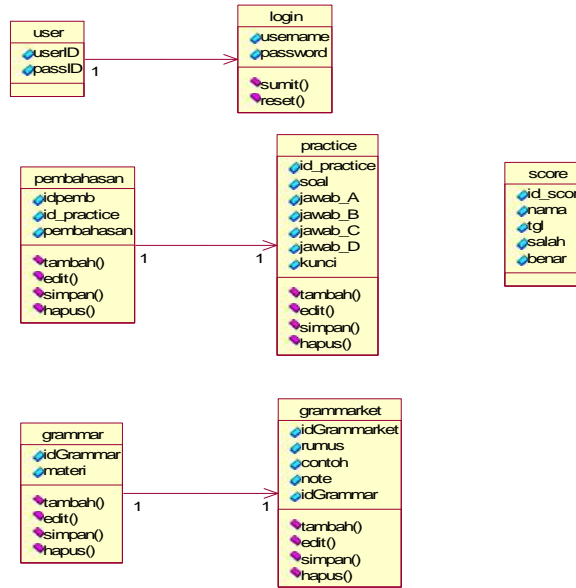 user
userID
passID
1
login
username
password
sumit()
reset()
pembahasan
idpemb
id_practice
pembahasan
tambah()
edit()
simpan()
hapus()
1
1
practice
id_practice
soal
jawab_A
jawab_B
jawab_C
jawab_D
kunci
tambah()
edit()
simpan()
hapus()
score
id_scor
nama
tgl
salah
benar
grammar
idGrammar
materi
tambah()
edit()
simpan()
hapus()
1
1
grammarket
idGrammarket
rumus
contoh
note
idGrammar
tambah()
edit()
simpan()
hapus()